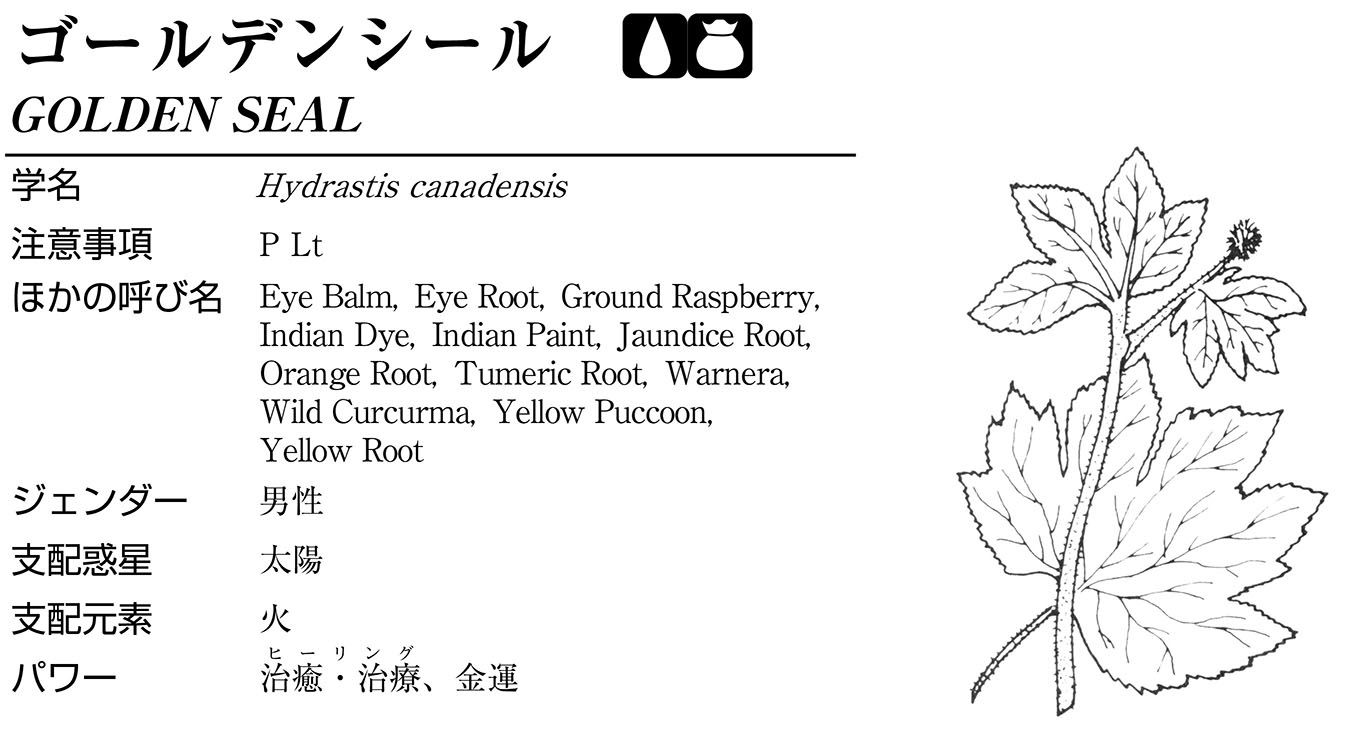 ゴールデンシール
GOLDEN SEAL
学名 Hydrastis canadensis
注意事項 P Lt
ほかの呼び名 Eye Balm, Eye Root, Ground Raspberry,
Indian Dye, Indian Paint, Jaundice Root,
Orange Root, Tumeric Root, Warnera,
Wild Curcurma, Yellow Puccoon,
Yellow Root
ジェンダー 男性
支配惑星 太陽
支配元素 火
ヒーリング
パワー 治癒・治療、金運